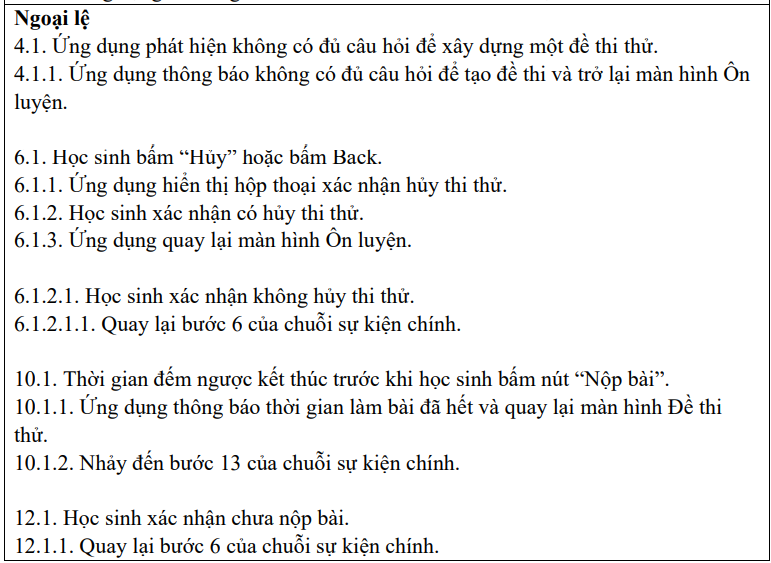 Ngoại lệ
4.1. Ứng dụng phát hiện không có đủ câu hỏi để xây dựng một đề thi thử.
4.1.1. Ứng dụng thông báo không có đủ câu hỏi để tạo đề thi và trở lại màn hình Ôn
luyện.
6.1. Học sinh bấm “Hủy” hoặc bấm Back.
6.1.1. Ứng dụng hiển thị hộp thoại xác nhận hủy thi thử.
6.1.2. Học sinh xác nhận có hủy thi thử.
6.1.3. Ứng dụng quay lại màn hình Ôn luyện.
6.1.2.1. Học sinh xác nhận không hủy thi thử.
6.1.2.1.1. Quay lại bước 6 của chuỗi sự kiện chính.
10.1. Thời gian đếm ngược kết thúc trước khi học sinh bấm nút “Nộp bài”.
10.1.1. Ứng dụng thông báo thời gian làm bài đã hết và quay lại màn hình Đề thi
thử.
10.1.2. Nhảy đến bước 13 của chuỗi sự kiện chính.
12.1. Học sinh xác nhận chưa nộp bài.
12.1.1. Quay lại bước 6 của chuỗi sự kiện chính.